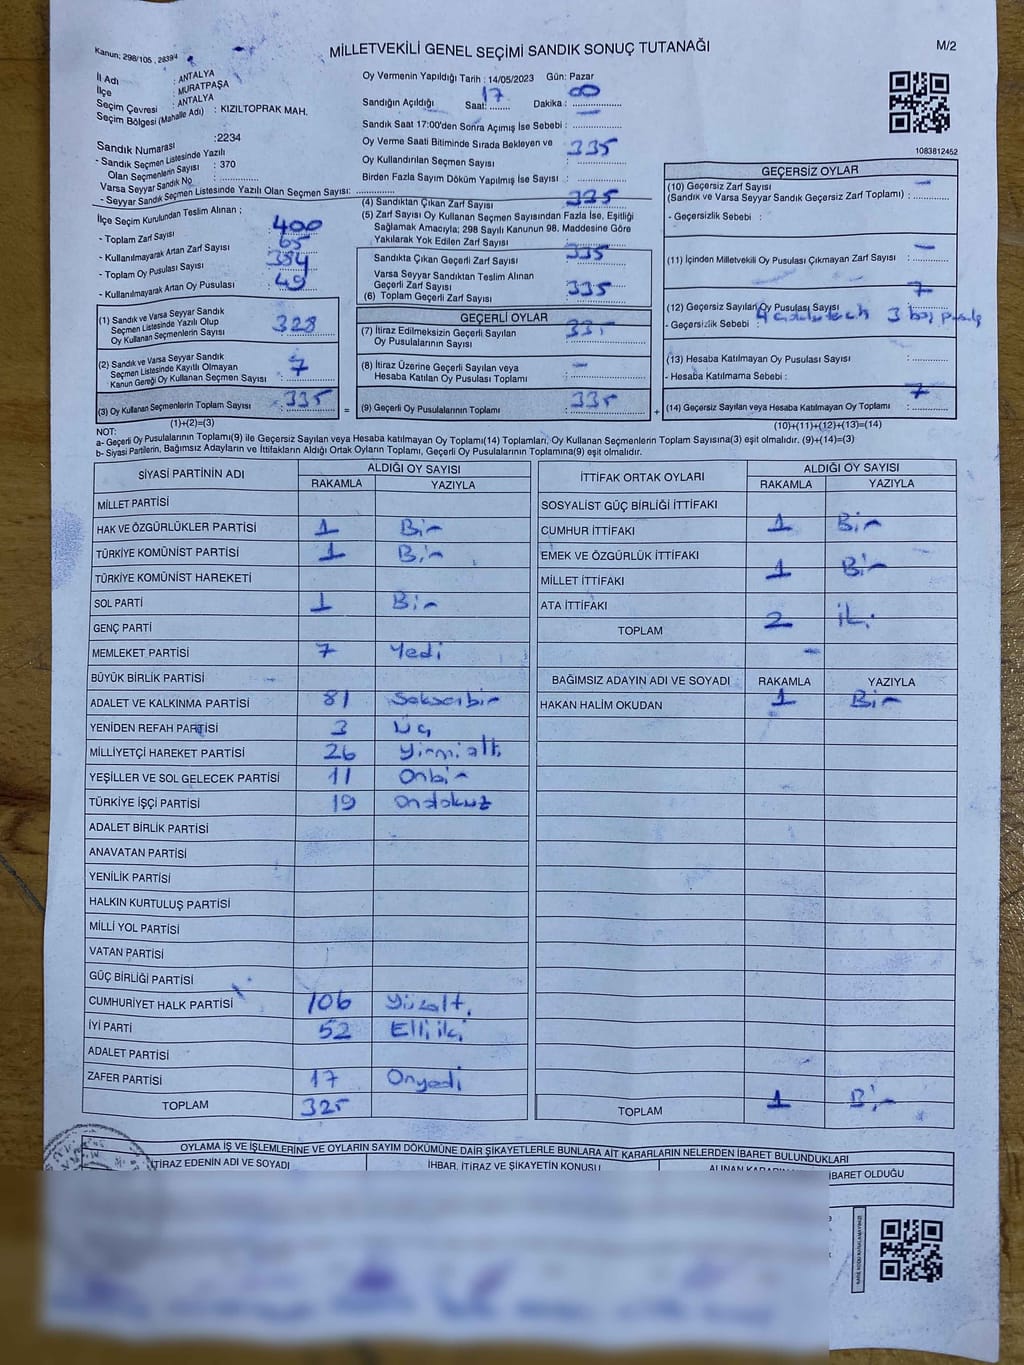 Kanun: 298/105, 283R4
MİLLETVEKİLİ GENEL SEÇİMİ SANDIK SONUÇ TUTANAĞI
M/2
İl Adı : ANTALYA
İlçe : MURATPAŞA
Seçim Çevresi : ANTALYA
Seçim Bölgesi (Mahalle Adı) : KIZILTOPRAK MAH.
Sandık Numarası :2234
- Sandık Seçmen Listesinde Yazılı
Olan Seçmenlerin Sayısı : 370
Varsa Seyyar Sandık No :
- Seyyar Sandık Seçmen Listesinde Yazılı Olan Seçmen Sayısı:
Oy Vermenin Yapıldığı Tarih : 14/05/2023 Gün: Pazar
Sandığın Açıldığı Saat: 17 Dakika : 00
Sandık Saat 17:00'den Sonra Açımış İse Sebebi : —
Oy Verme Saati Bitiminde Sırada Bekleyen ve
Oy Kullandırılan Seçmen Sayısı : 335
Birden Fazla Sayım Döküm Yapılmış İse Sayısı :
1083812452
İlçe Seçim Kurulundan Teslim Alınan ;
- Toplam Zarf Sayısı : 400
- Kullanılmayarak Artan Zarf Sayısı : 65
- Toplam Oy Pusulası Sayısı : 384
- Kullanılmayarak Artan Oy Pusulası : 49
(4) Sandıktan Çıkan Zarf Sayısı : 335
(5) Zarf Sayısı Oy Kullanan Seçmen Sayısından Fazla İse, Eşitliği
Sağlamak Amacıyla; 298 Sayılı Kanunun 98. Maddesine Göre
Yakılarak Yok Edilen Zarf Sayısı :
Sandıkta Çıkan Geçerli Zarf Sayısı : 335
Varsa Seyyar Sandıktan Teslim Alınan
Geçerli Zarf Sayısı :
(6) Toplam Geçerli Zarf Sayısı : 335
GEÇERSİZ OYLAR
(10) Geçersiz Zarf Sayısı
(Sandık ve Varsa Seyyar Sandık Geçersiz Zarf Toplamı) : —
- Geçersizlik Sebebi :
(11) İçinden Milletvekili Oy Pusulası Çıkmayan Zarf Sayısı : —
(12) Geçersiz Sayılan Oy Pusulası Sayısı : 7
- Geçersizlik Sebebi : 3 boş pusula
(13) Hesaba Katılmayan Oy Pusulası Sayısı :
- Hesaba Katılmama Sebebi :
(14) Geçersiz Sayılan veya Hesaba Katılmayan Oy Toplamı : 7
(10)+(11)+(12)+(13)=(14)
(1) Sandık ve Varsa Seyyar Sandık
Seçmen Listesinde Yazılı Olup
Oy Kullanan Seçmenlerin Sayısı : 328
(2) Sandık ve Varsa Seyyar Sandık
Seçmen Listesinde Kayıtlı Olmayan
Kanun Gereği Oy Kullanan Seçmen Sayısı : 7
(3) Oy Kullanan Seçmenlerin Toplam Sayısı : 335
(1)+(2)=(3)
=
GEÇERLİ OYLAR
(7) İtiraz Edilmeksizin Geçerli Sayılan
Oy Pusulalarının Sayısı : 335
(8) İtiraz Üzerine Geçerli Sayılan veya
Hesaba Katılan Oy Pusulası Toplamı : —
(9) Geçerli Oy Pusulalarının Toplamı : 335
+
NOT:
a- Geçerli Oy Pusulalarının Toplamı(9) ile Geçersiz Sayılan veya Hesaba katılmayan Oy Toplamı(14) Toplamları, Oy Kullanan Seçmenlerin Toplam Sayısına(3) eşit olmalıdır. (9)+(14)=(3)
b- Siyasi Partilerin, Bağımsız Adayların ve İttifakların Aldığı Ortak Oyların Toplamı, Geçerli Oy Pusulalarının Toplamına(9) eşit olmalıdır.
SİYASİ PARTİNİN ADI ALDIĞI OY SAYISI
RAKAMLA YAZIYLA
MİLLET PARTİSİ
HAK VE ÖZGÜRLÜKLER PARTİSİ 1 Bir
TÜRKİYE KOMÜNİST PARTİSİ 1 Bir
TÜRKİYE KOMÜNİST HAREKETİ
SOL PARTİ 1 Bir
GENÇ PARTİ
MEMLEKET PARTİSİ 7 Yedi
BÜYÜK BİRLİK PARTİSİ -
ADALET VE KALKINMA PARTİSİ 81 Seksenbir
YENİDEN REFAH PARTİSİ 3 Üç
MİLLİYETÇİ HAREKET PARTİSİ 26 Yirmialtı
YEŞİLLER VE SOL GELECEK PARTİSİ 11 Onbir
TÜRKİYE İŞÇİ PARTİSİ 19 Ondokuz
ADALET BİRLİK PARTİSİ
ANAVATAN PARTİSİ
YENİLİK PARTİSİ
HALKIN KURTULUŞ PARTİSİ
MİLLİ YOL PARTİSİ
VATAN PARTİSİ
GÜÇ BİRLİĞİ PARTİSİ
CUMHURİYET HALK PARTİSİ 106 Yüzaltı
İYİ PARTİ 52 Elliiki
ADALET PARTİSİ
ZAFER PARTİSİ 17 Onyedi
TOPLAM 325
İTTİFAK ORTAK OYLARI ALDIĞI OY SAYISI
RAKAMLA YAZIYLA
SOSYALİST GÜÇ BİRLİĞİ İTTİFAKI
CUMHUR İTTİFAKI 1 Bir
EMEK VE ÖZGÜRLÜK İTTİFAKI
MİLLET İTTİFAKI 1 Bir
ATA İTTİFAKI
TOPLAM 2 İki
BAĞIMSIZ ADAYIN ADI VE SOYADI RAKAMLA YAZIYLA
HAKAN HALİM OKUDAN 1 Bir
TOPLAM 1 Bir
OYLAMA İŞ VE İŞLEMLERİNE VE OYLARIN SAYIM DÖKÜMÜNE DAİR ŞİKAYETLERLE BUNLARA AİT KARARLARIN NELERDEN İBARET BULUNDUKLARI
İTİRAZ EDENİN ADI VE SOYADI İHBAR, İTİRAZ VE ŞİKAYETİN KONUSU ALINAN İBARET OLDUĞU